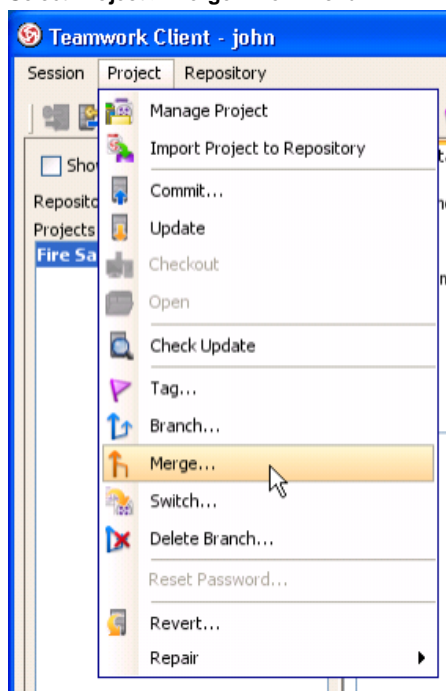 Teamwork Client - john
Session Project Repository
Manage Project
Import Project to Repository
Sho
Commit...
Reposito
Update
Projects
Fire Sa
Checkout
Open
Check Update
Tag...
Branch...
Merge...
Switch...
Delete Branch...
Reset Password...
Revert...
Repair